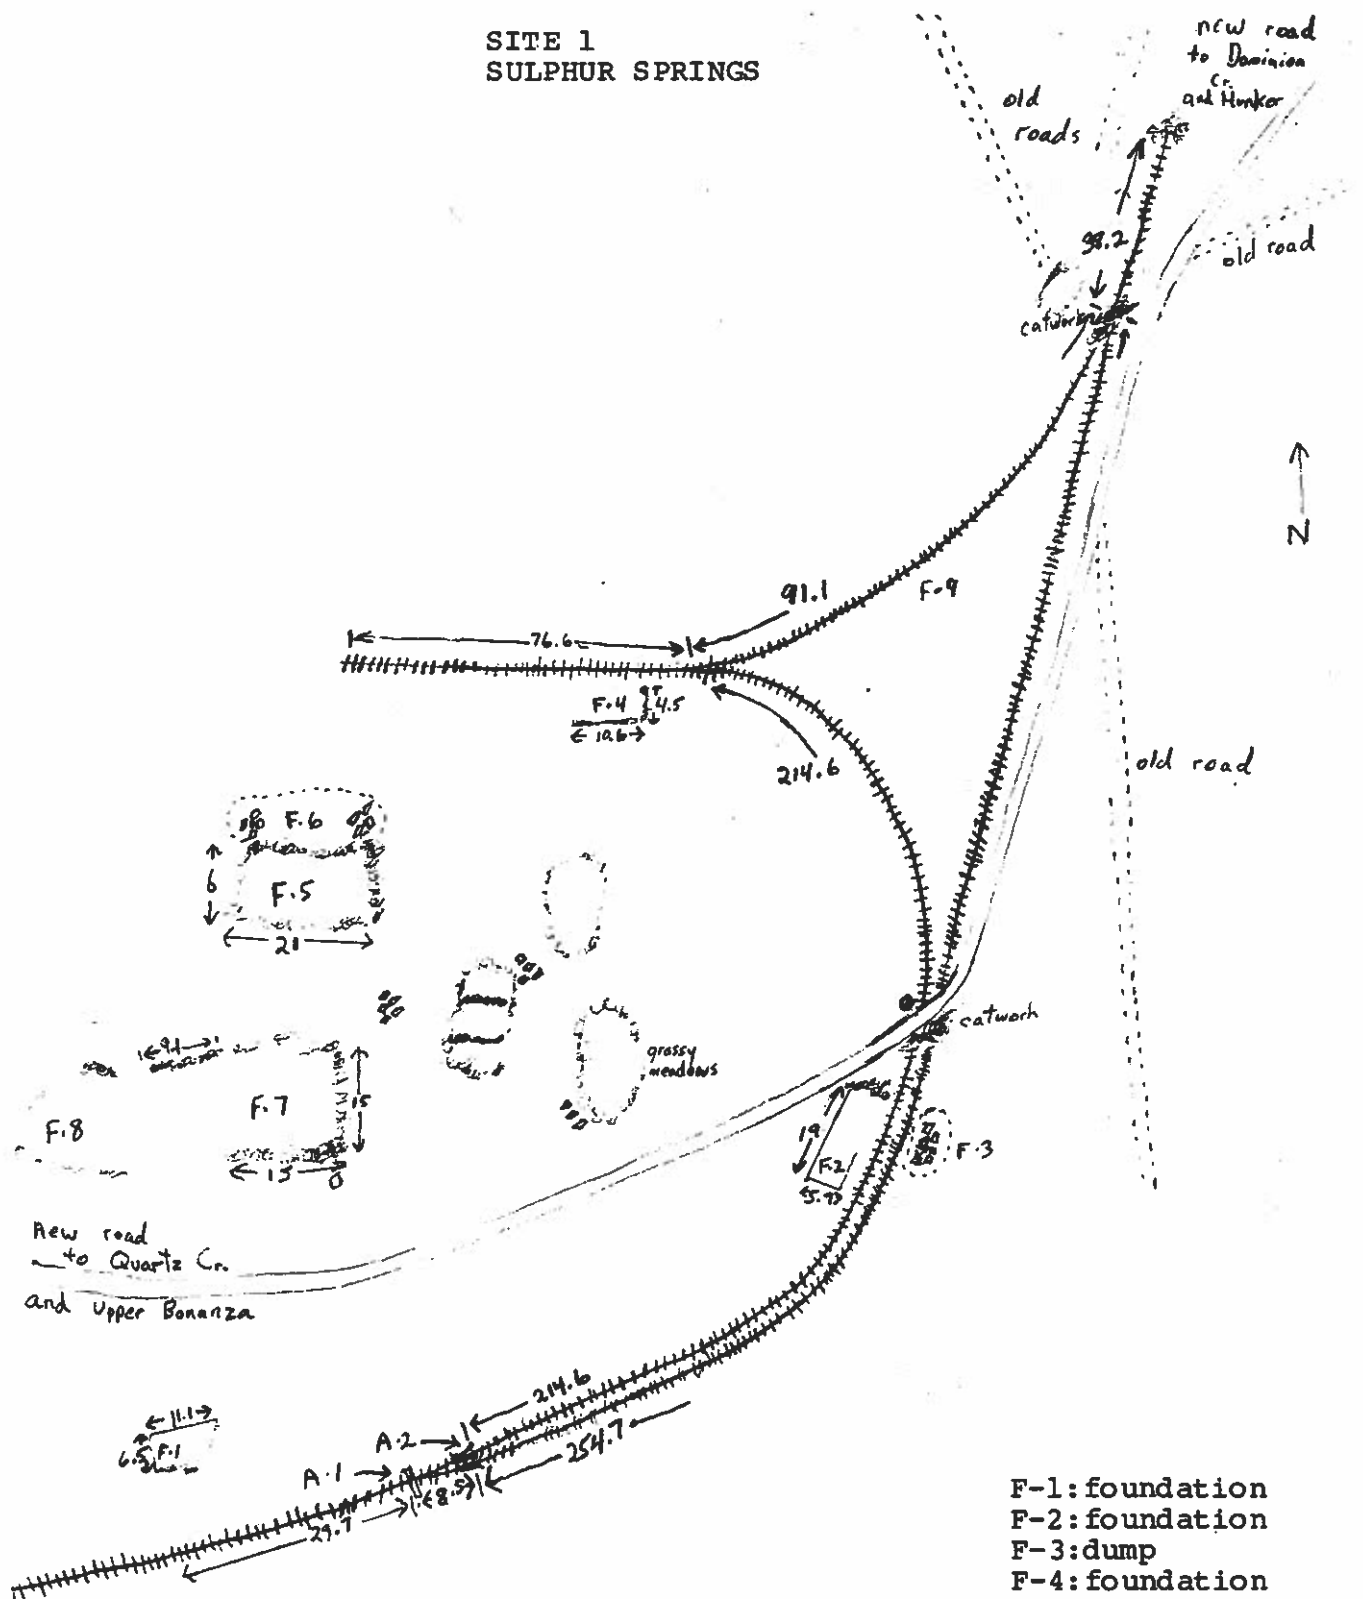 SITE 1
SULPHUR SPRINGS
new road
to Dominion
Cr.
and Hunker
old
roads
98.2
old road
catwork
N
91.1
F-9
76.6
F-4
4.5
10.6
214.6
old road
F-6
6
F-5
20
catwork
9.1
grassy
meadows
F-7
15
F-8
15
19
F-2
5.9
F-3
New road
to Quartz Cr.
and Upper Bonanza
214.6
11.1
A-2
254.7
6.5
F-1
A-1
8.5
29.7
F-1:foundation
F-2:foundation
F-3:dump
F-4:foundation